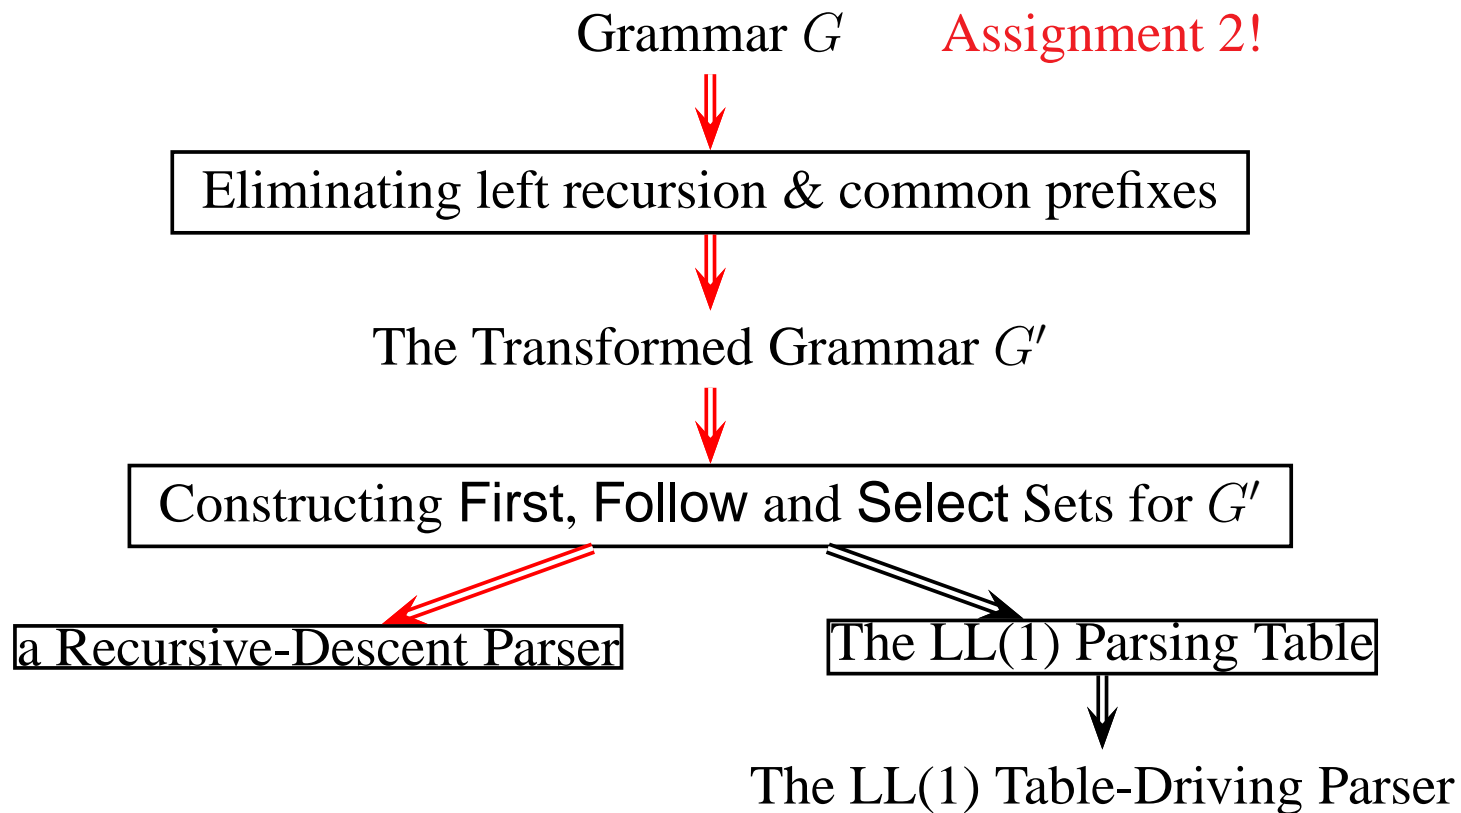 Grammar G Assignment 2!
Eliminating left recursion & common prefixes
The Transformed Grammar G′
Constructing First, Follow and Select Sets for G′
a Recursive-Descent Parser
The LL(1) Parsing Table
The LL(1) Table-Driving Parser